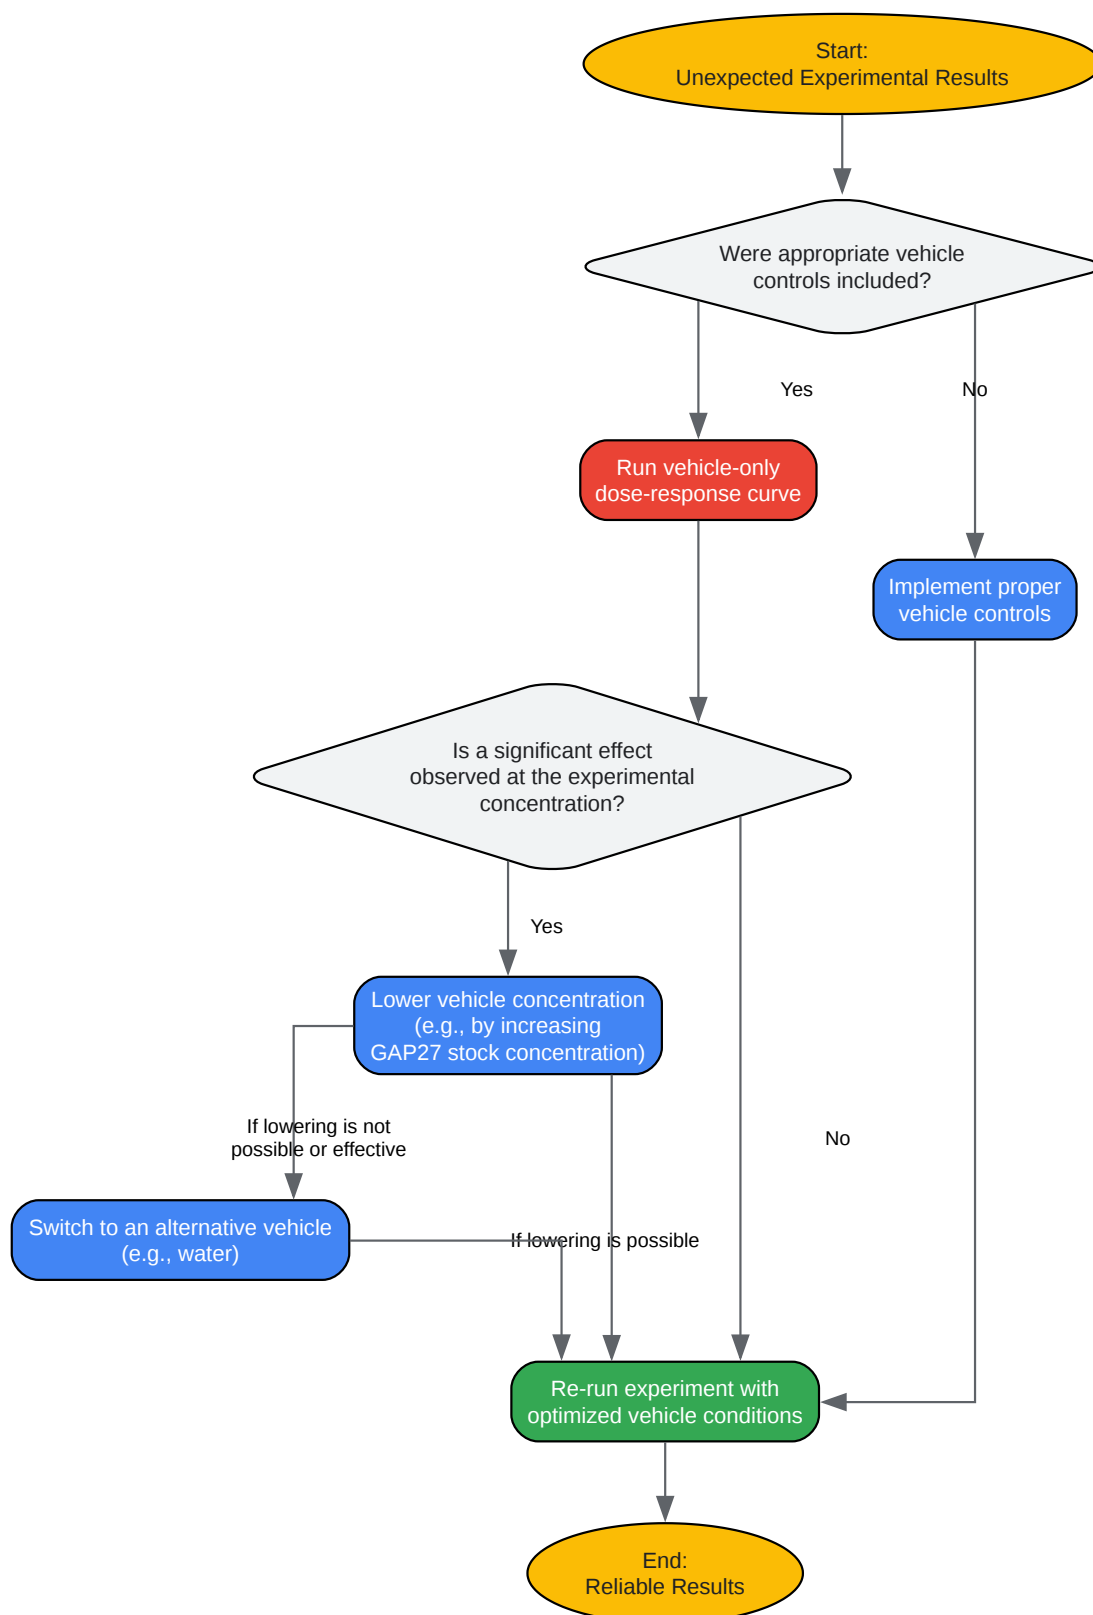 Start:
Unexpected Experimental Results
Were appropriate vehicle
controls included?
Yes
No
Run vehicle-only
dose-response curve
Implement proper
vehicle controls
Is a significant effect
observed at the experimental
concentration?
Yes
Lower vehicle concentration
(e.g., by increasing
GAP27 stock concentration)
If lowering is not
possible or effective
No
Switch to an alternative vehicle
(e.g., water)
If lowering is possible
Re-run experiment with
optimized vehicle conditions
End:
Reliable Results